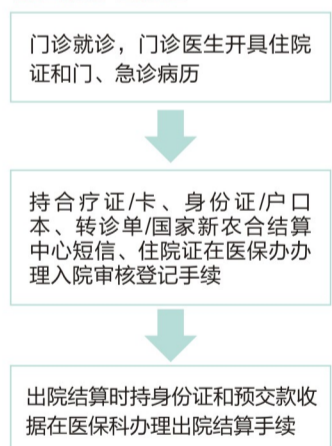 门诊就诊，门诊医生开具住院
证和门、急诊病历
持合疗证/卡、身份证/户口
本、转诊单/国家新农合结算
中心短信、住院证在医保办办
理入院审核登记手续
出院结算时持身份证和预交款收
据在医保科办理出院结算手续